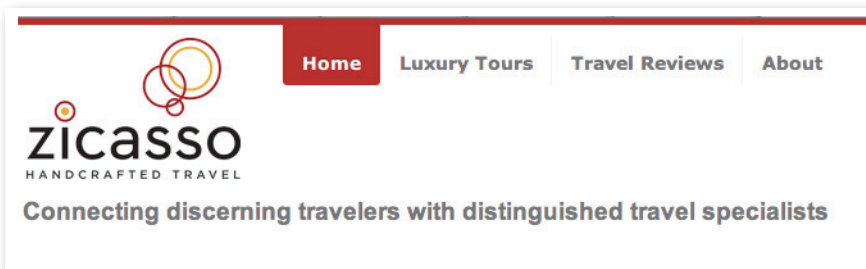 Home Luxury Tours Travel Reviews About
zicasso
HANDCRAFTED TRAVEL
Connecting discerning travelers with distinguished travel specialists